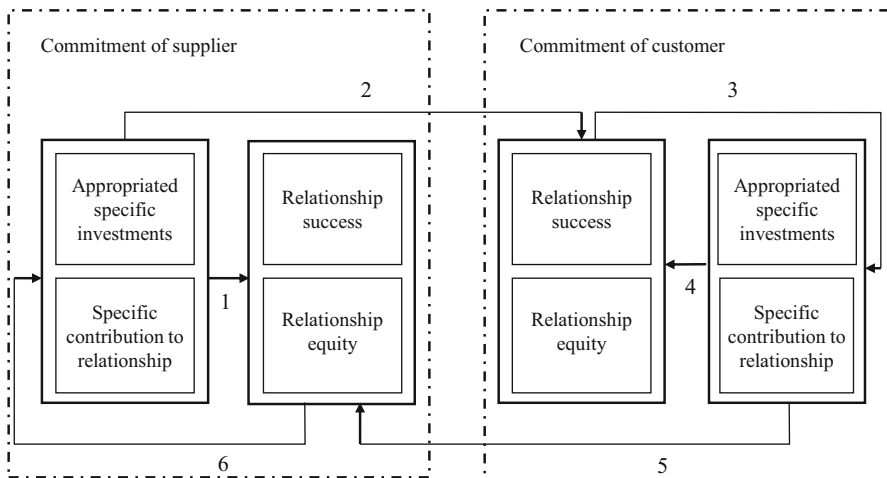 Commitment of supplier
Commitment of customer
2
3
Appropriated
specific
investments
Relationship
success
Relationship
success
Appropriated
specific
investments
1
4
Specific
contribution to
relationship
Relationship
equity
Relationship
equity
Specific
contribution to
relationship
6
5